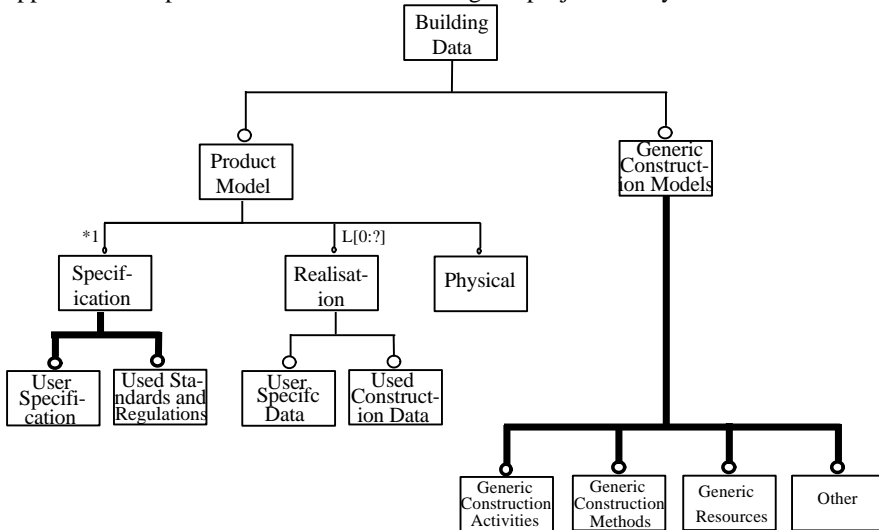 Building
Data
Product
Model
Generic
Construct-
ion Models
*1
L[0:?]
Specif-
ication
Realisat-
ion
Physical
User
Specifi-
cation
Used Sta-
ndards and
Regulations
User
Specifc
Data
Used
Construct-
ion Data
Generic
Construction
Activities
Generic
Construction
Methods
Generic
Resources
Other